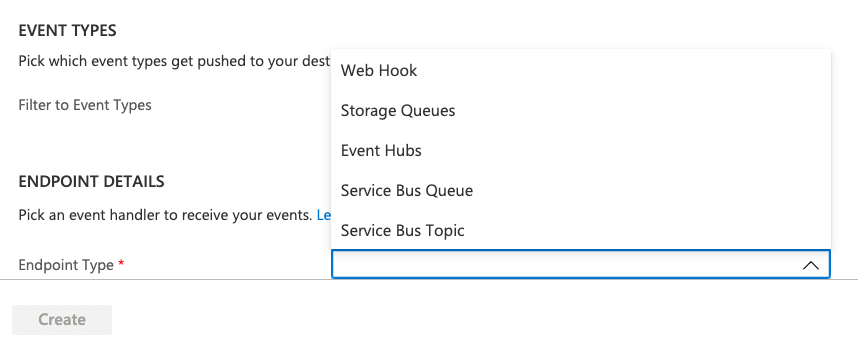 EVENT TYPES
Pick which event types get pushed to your dest
Filter to Event Types
Web Hook
Storage Queues
Event Hubs
Service Bus Queue
Service Bus Topic
ENDPOINT DETAILS
Pick an event handler to receive your events. Le
Endpoint Type *
Create